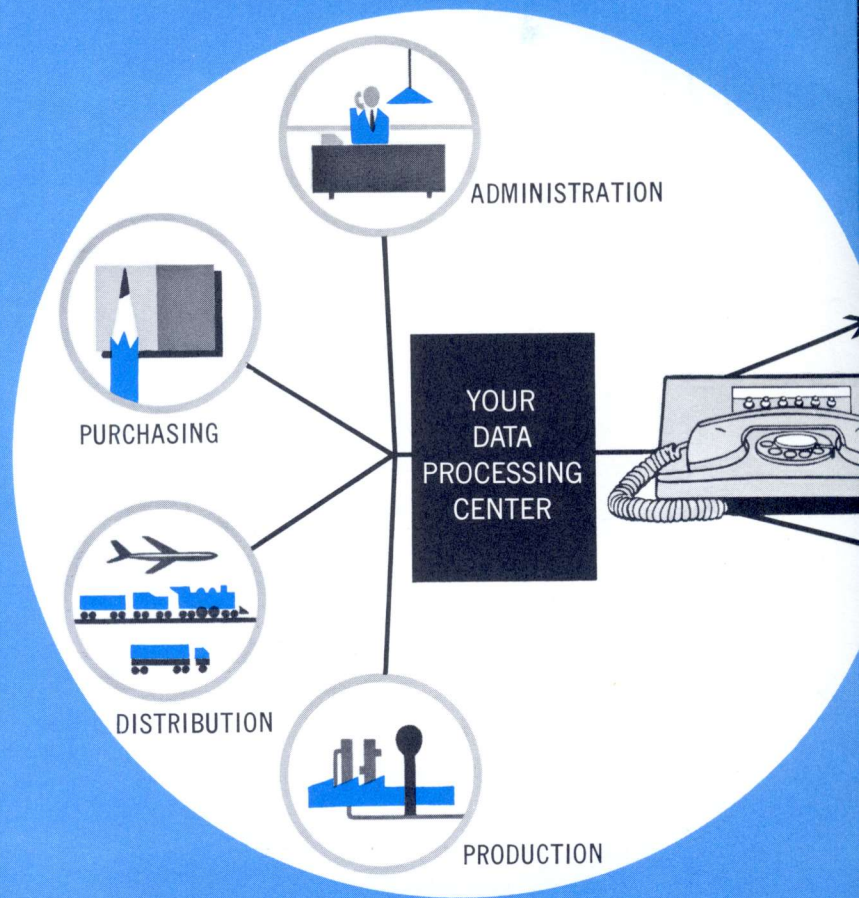 ADMINISTRATION
PURCHASING
YOUR
DATA
PROCESSING
CENTER
DISTRIBUTION
PRODUCTION